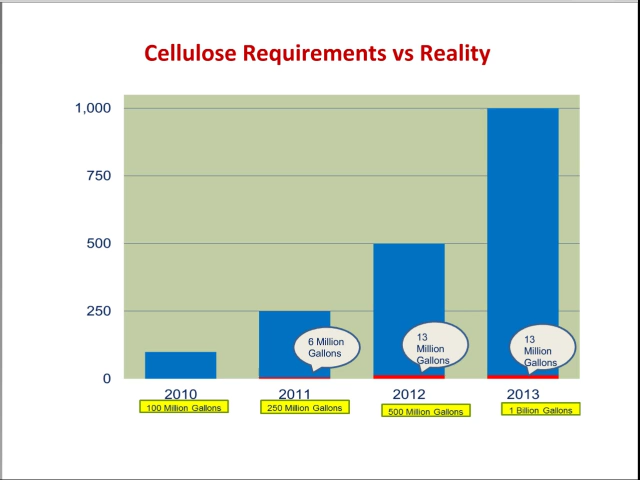 Cellulose Requirements vs Reality
1,000
750
500
250
0
6 Million
Gallons
13
Million
Gallons
13
Million
Gallons
2010
2011
2012
2013
100 Million Gallons
250 Million Gallons
500 Million Gallons
1 Billion Gallons